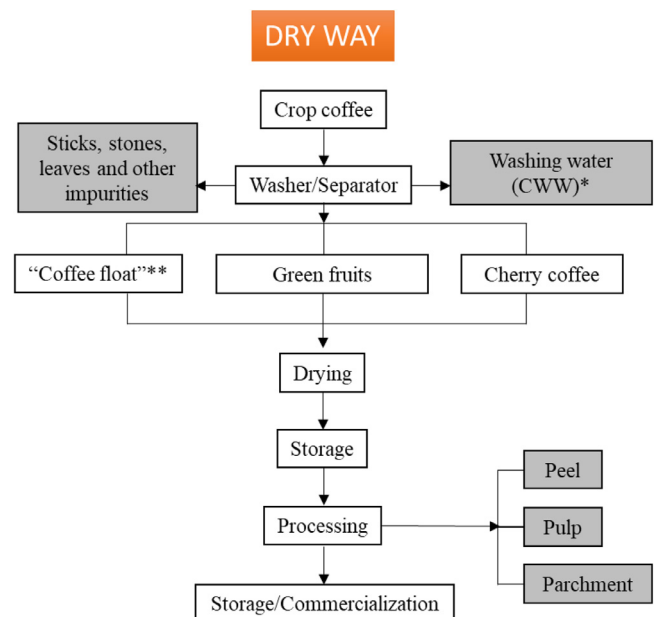 DRY WAY
Crop coffee
Sticks, stones,
leaves and other
impurities
Washer/Separator
Washing water
(CWW)*
“Coffee float”**
Green fruits
Cherry coffee
Drying
Storage
Peel
Processing
Pulp
Parchment
Storage/Commercialization